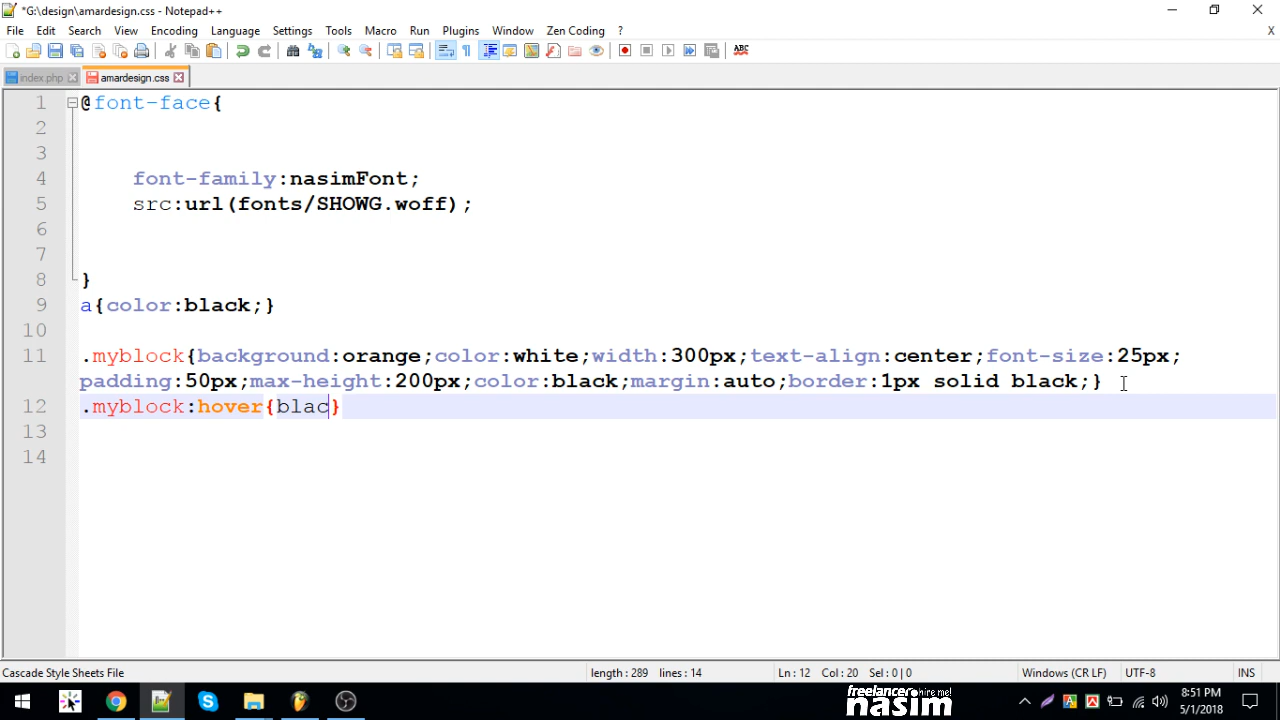 *G:\design\amardesign.css - Notepad++
File Edit Search View Encoding Language Settings Tools Macro Run Plugins Window Zen Coding ? X
ABC
index.php amardesign.css
1 @font-face{
2
3
4 font-family:nasimFont;
5 src:url(fonts/SHOWG.woff);
6
7
8 }
9 a{color:black;}
10
11 .myblock{background:orange;color:white;width:300px;text-align:center;font-size:25px;
padding:50px;max-height:200px;color:black;margin:auto;border:1px solid black;}
12 .myblock:hover{blac}
13
14
Cascade Style Sheets File length : 289 lines : 14 Ln : 12 Col : 20 Sel : 0 | 0 Windows (CR LF) UTF-8 INS
freelancer hire me!
nasim
8:51 PM
5/1/2018